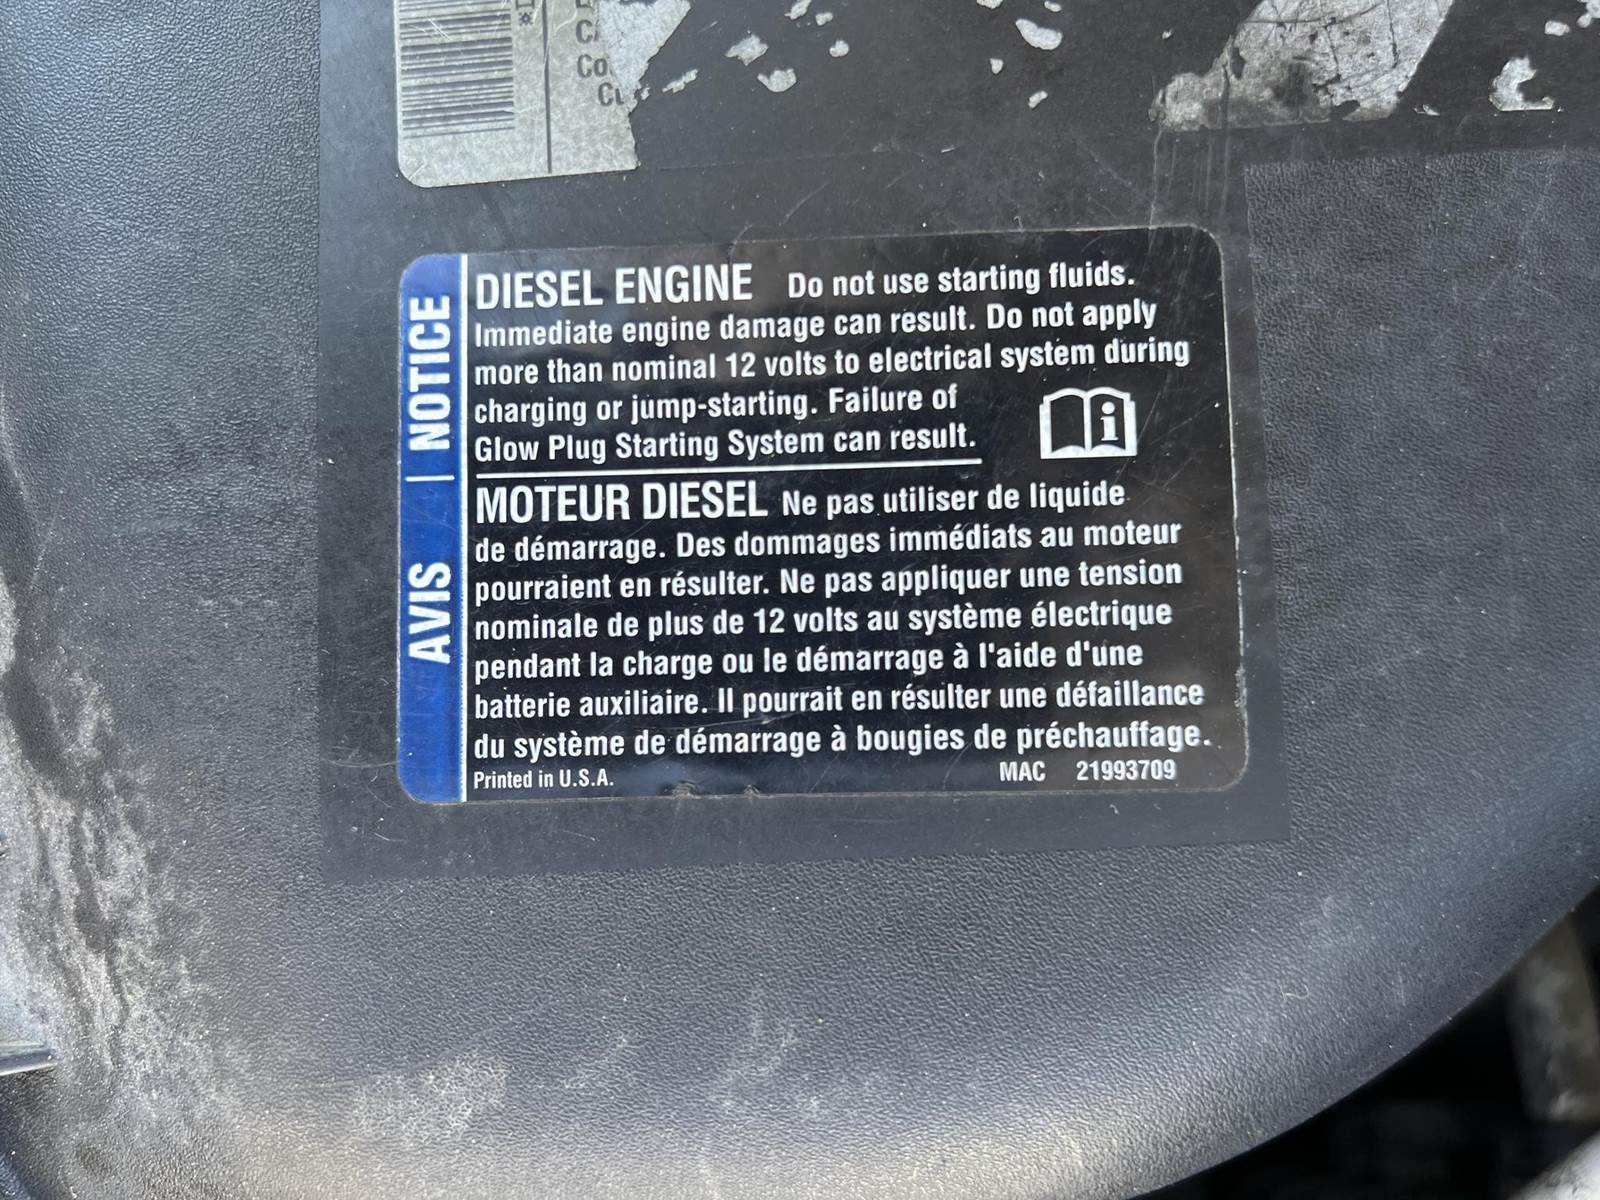 DIESEL ENGINE Do not use starting fluids.
Immediate engine damage can result. Do not apply
more than nominal 12 volts to electrical system during
charging or jump-starting. Failure of
Glow Plug Starting System can result.
MOTEUR DIESEL Ne pas utiliser de liquide
de démarrage. Des dommages immédiats au moteur
pourraient en résulter. Ne pas appliquer une tension
nominale de plus de 12 volts au système électrique
pendant la charge ou le démarrage à l'aide d'une
batterie auxiliaire. Il pourrait en résulter une défaillance
du système de démarrage à bougies de préchauffage.
Printed in U.S.A. MAC 21993709
AVIS | NOTICE